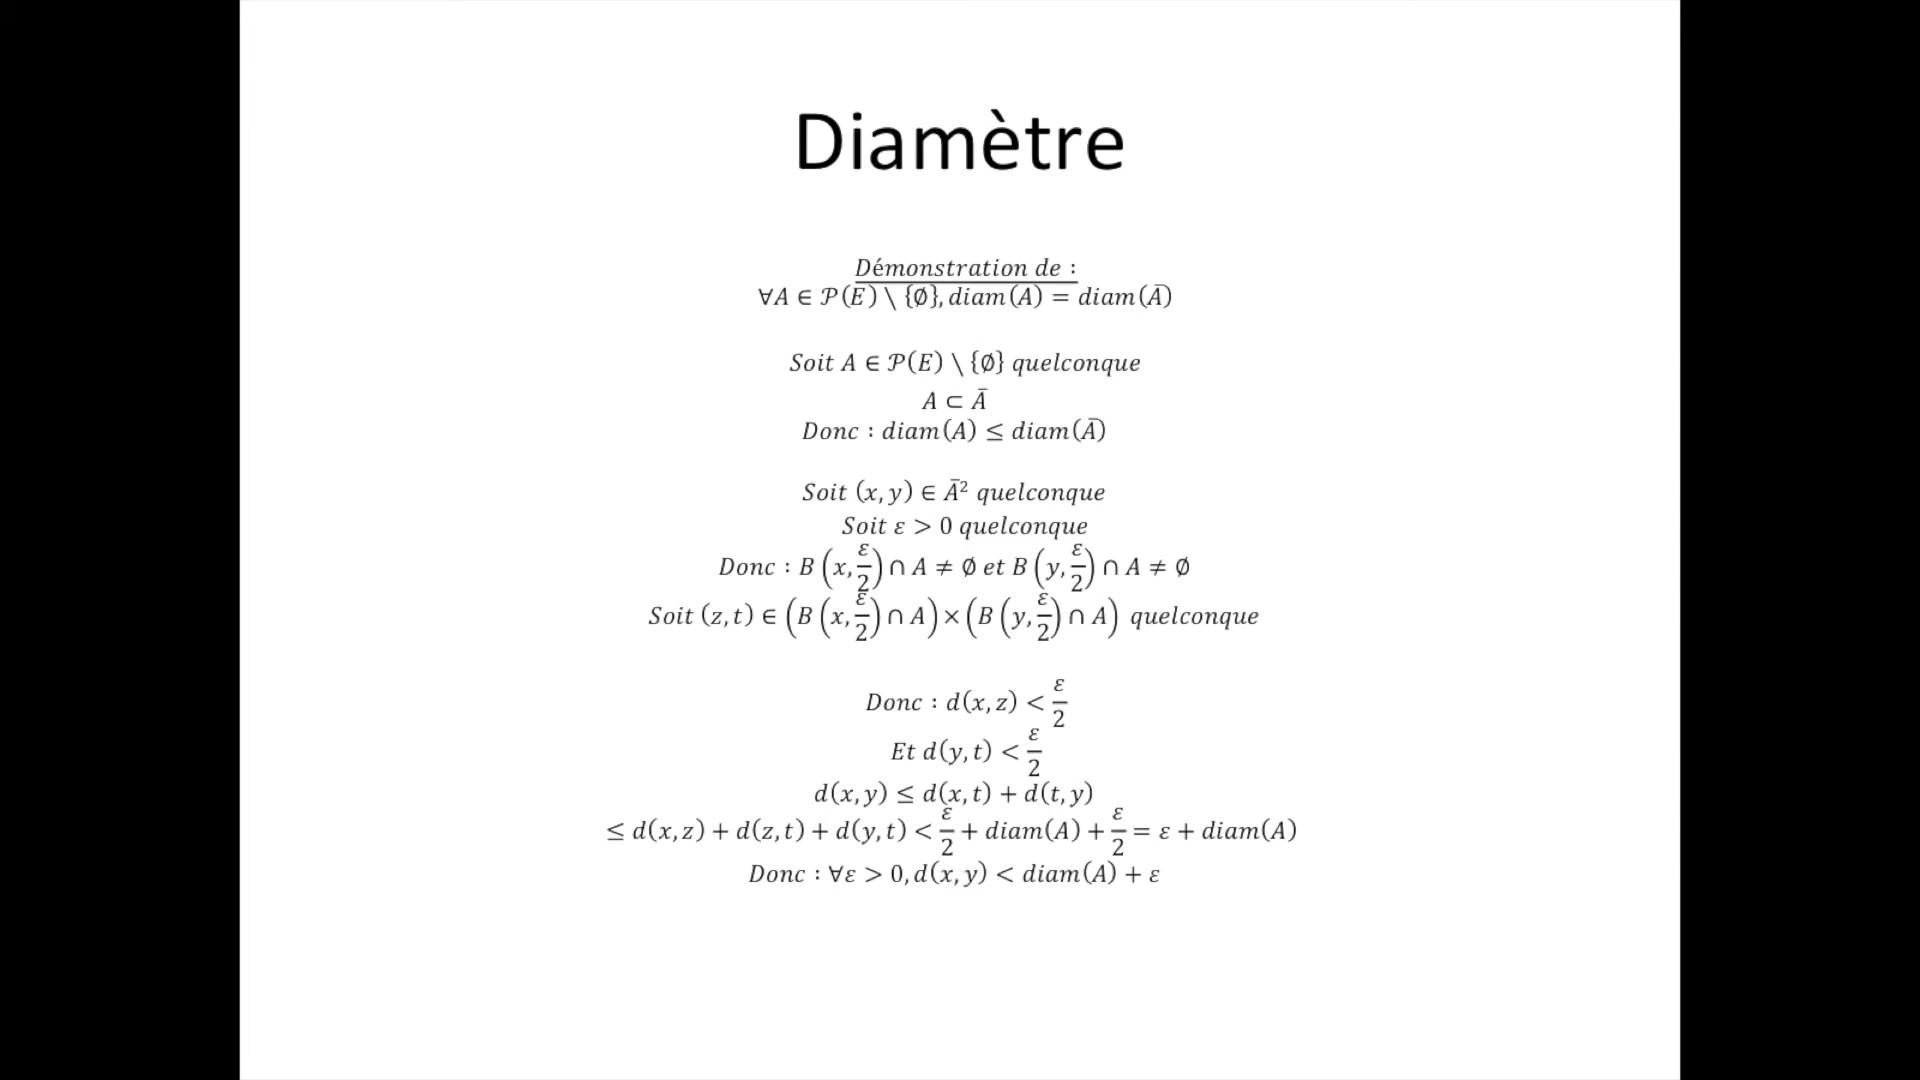 Diamètre
Démonstration de :
∀A ∈ 𝒫(E) \ {∅}, diam(A) = diam(Ā)
Soit A ∈ 𝒫(E) \ {∅} quelconque
A ⊂ Ā
Donc : diam(A) ≤ diam(Ā)
Soit (x, y) ∈ Ā² quelconque
Soit ε > 0 quelconque
Donc : B(x, ε/2) ∩ A ≠ ∅ et B(y, ε/2) ∩ A ≠ ∅
Soit (z, t) ∈ (B(x, ε/2) ∩ A) × (B(y, ε/2) ∩ A) quelconque
Donc : d(x, z) < ε/2
Et d(y, t) < ε/2
d(x, y) ≤ d(x, t) + d(t, y)
≤ d(x, z) + d(z, t) + d(y, t) < ε/2 + diam(A) + ε/2 = ε + diam(A)
Donc : ∀ε > 0, d(x, y) < diam(A) + ε